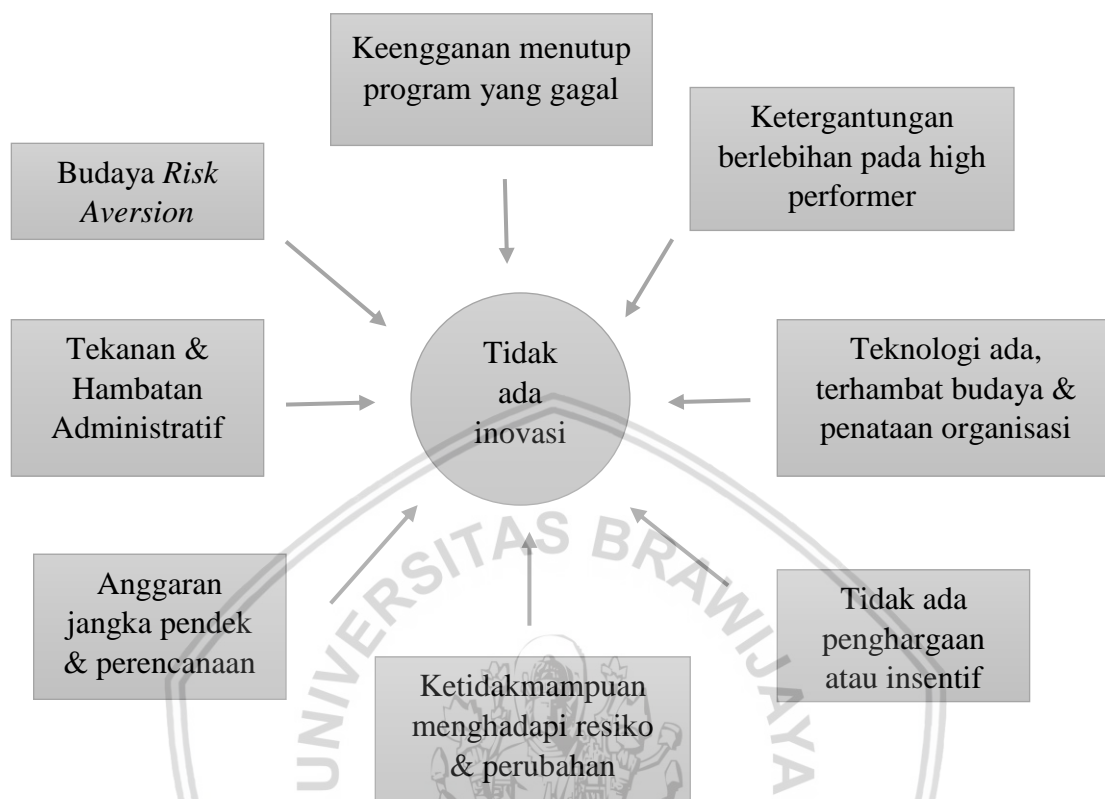 Keengganan menutup
program yang gagal
Ketergantungan
berlebihan pada high
performer
Budaya Risk
Aversion
Tekanan &
Hambatan
Administratif
Tidak
ada
inovasi
Teknologi ada,
terhambat budaya &
penataan organisasi
Anggaran
jangka pendek
& perencanaan
Ketidakmampuan
menghadapi resiko
& perubahan
Tidak ada
penghargaan
atau insentif
UNIVERSITAS BRAWIJAYA